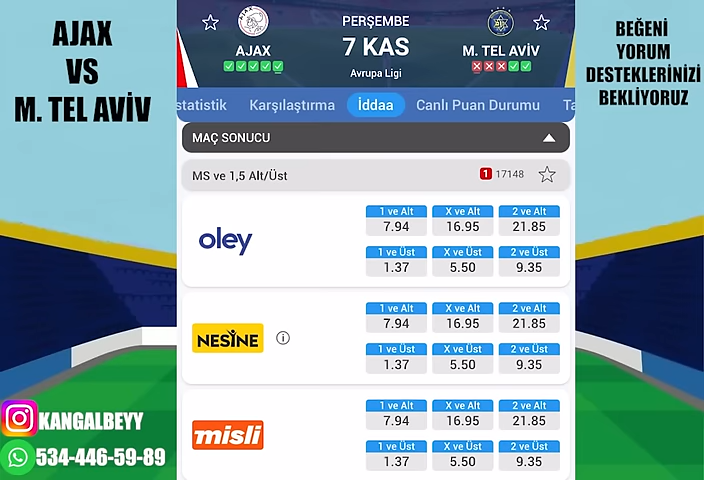 AJAX
VS
M. TEL AVİV
PERŞEMBE
7 KAS
Avrupa Ligi
AJAX
M. TEL AVİV
BEĞENİ
YORUM
DESTEKLERİNİZİ
BEKLİYORUZ
statistik Karşılaştırma İddaa Canlı Puan Durumu Ta
MAÇ SONUCU
MS ve 1,5 Alt/Üst 1 17148
oley
1 ve Alt X ve Alt 2 ve Alt
7.94 16.95 21.85
1 ve Üst X ve Üst 2 ve Üst
1.37 5.50 9.35
NESİNE
1 ve Alt X ve Alt 2 ve Alt
7.94 16.95 21.85
1 ve Üst X ve Üst 2 ve Üst
1.37 5.50 9.35
misli
1 ve Alt X ve Alt 2 ve Alt
7.94 16.95 21.85
1 ve Üst X ve Üst 2 ve Üst
1.37 5.50 9.35
KANGALBEYY
534-446-59-89